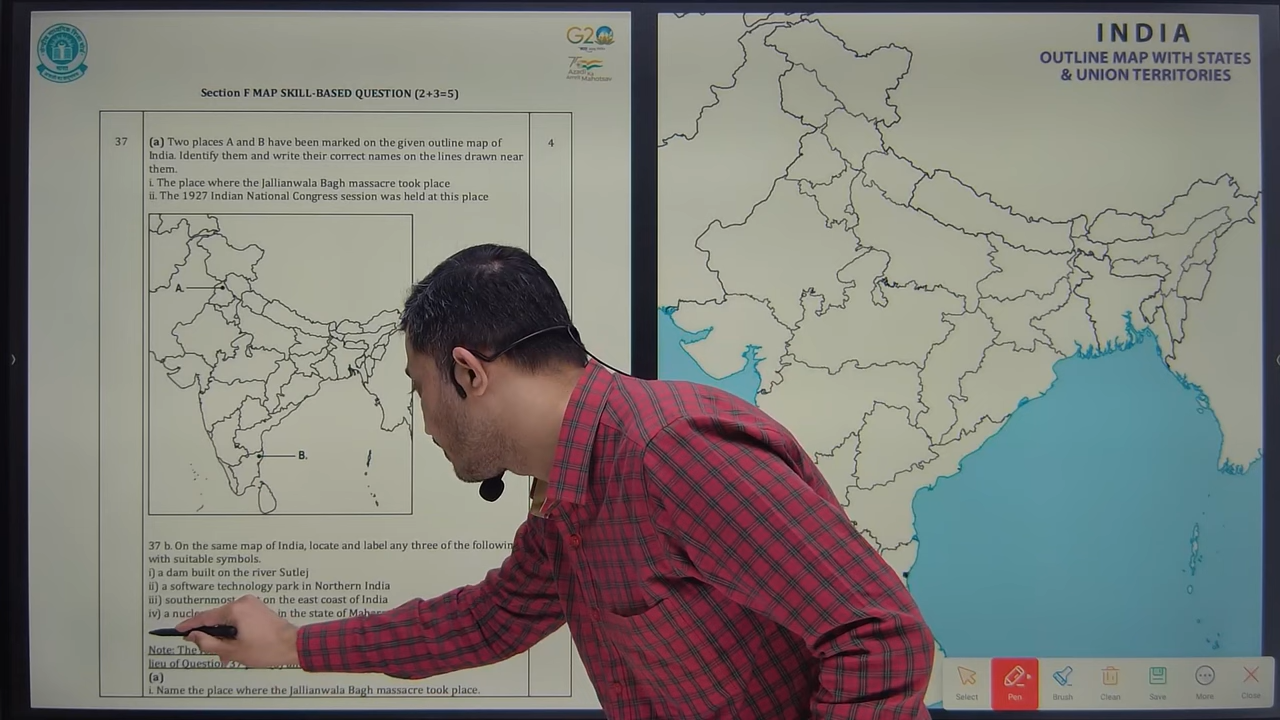 G20
Azadi Ka
Amrit Mahotsav
Section F MAP SKILL-BASED QUESTION (2+3=5)
37
(a) Two places A and B have been marked on the given outline map of
India. Identify them and write their correct names on the lines drawn near
them.
i. The place where the Jallianwala Bagh massacre took place
ii. The 1927 Indian National Congress session was held at this place
4
A.
B.
37 b. On the same map of India, locate and label any three of the
with suitable symbols.
i) a dam built on the river Sutlej
ii) a software technology park in Northern India
iii) southernmost on the east coast of India
iv) a in the state of
Note: The
lieu of
(a)
i. Name the place where the Jallianwala Bagh massacre took place.
INDIA
OUTLINE MAP WITH STATES
& UNION TERRITORIES
Select
Pen
Brush
Clean
Save
More
Close